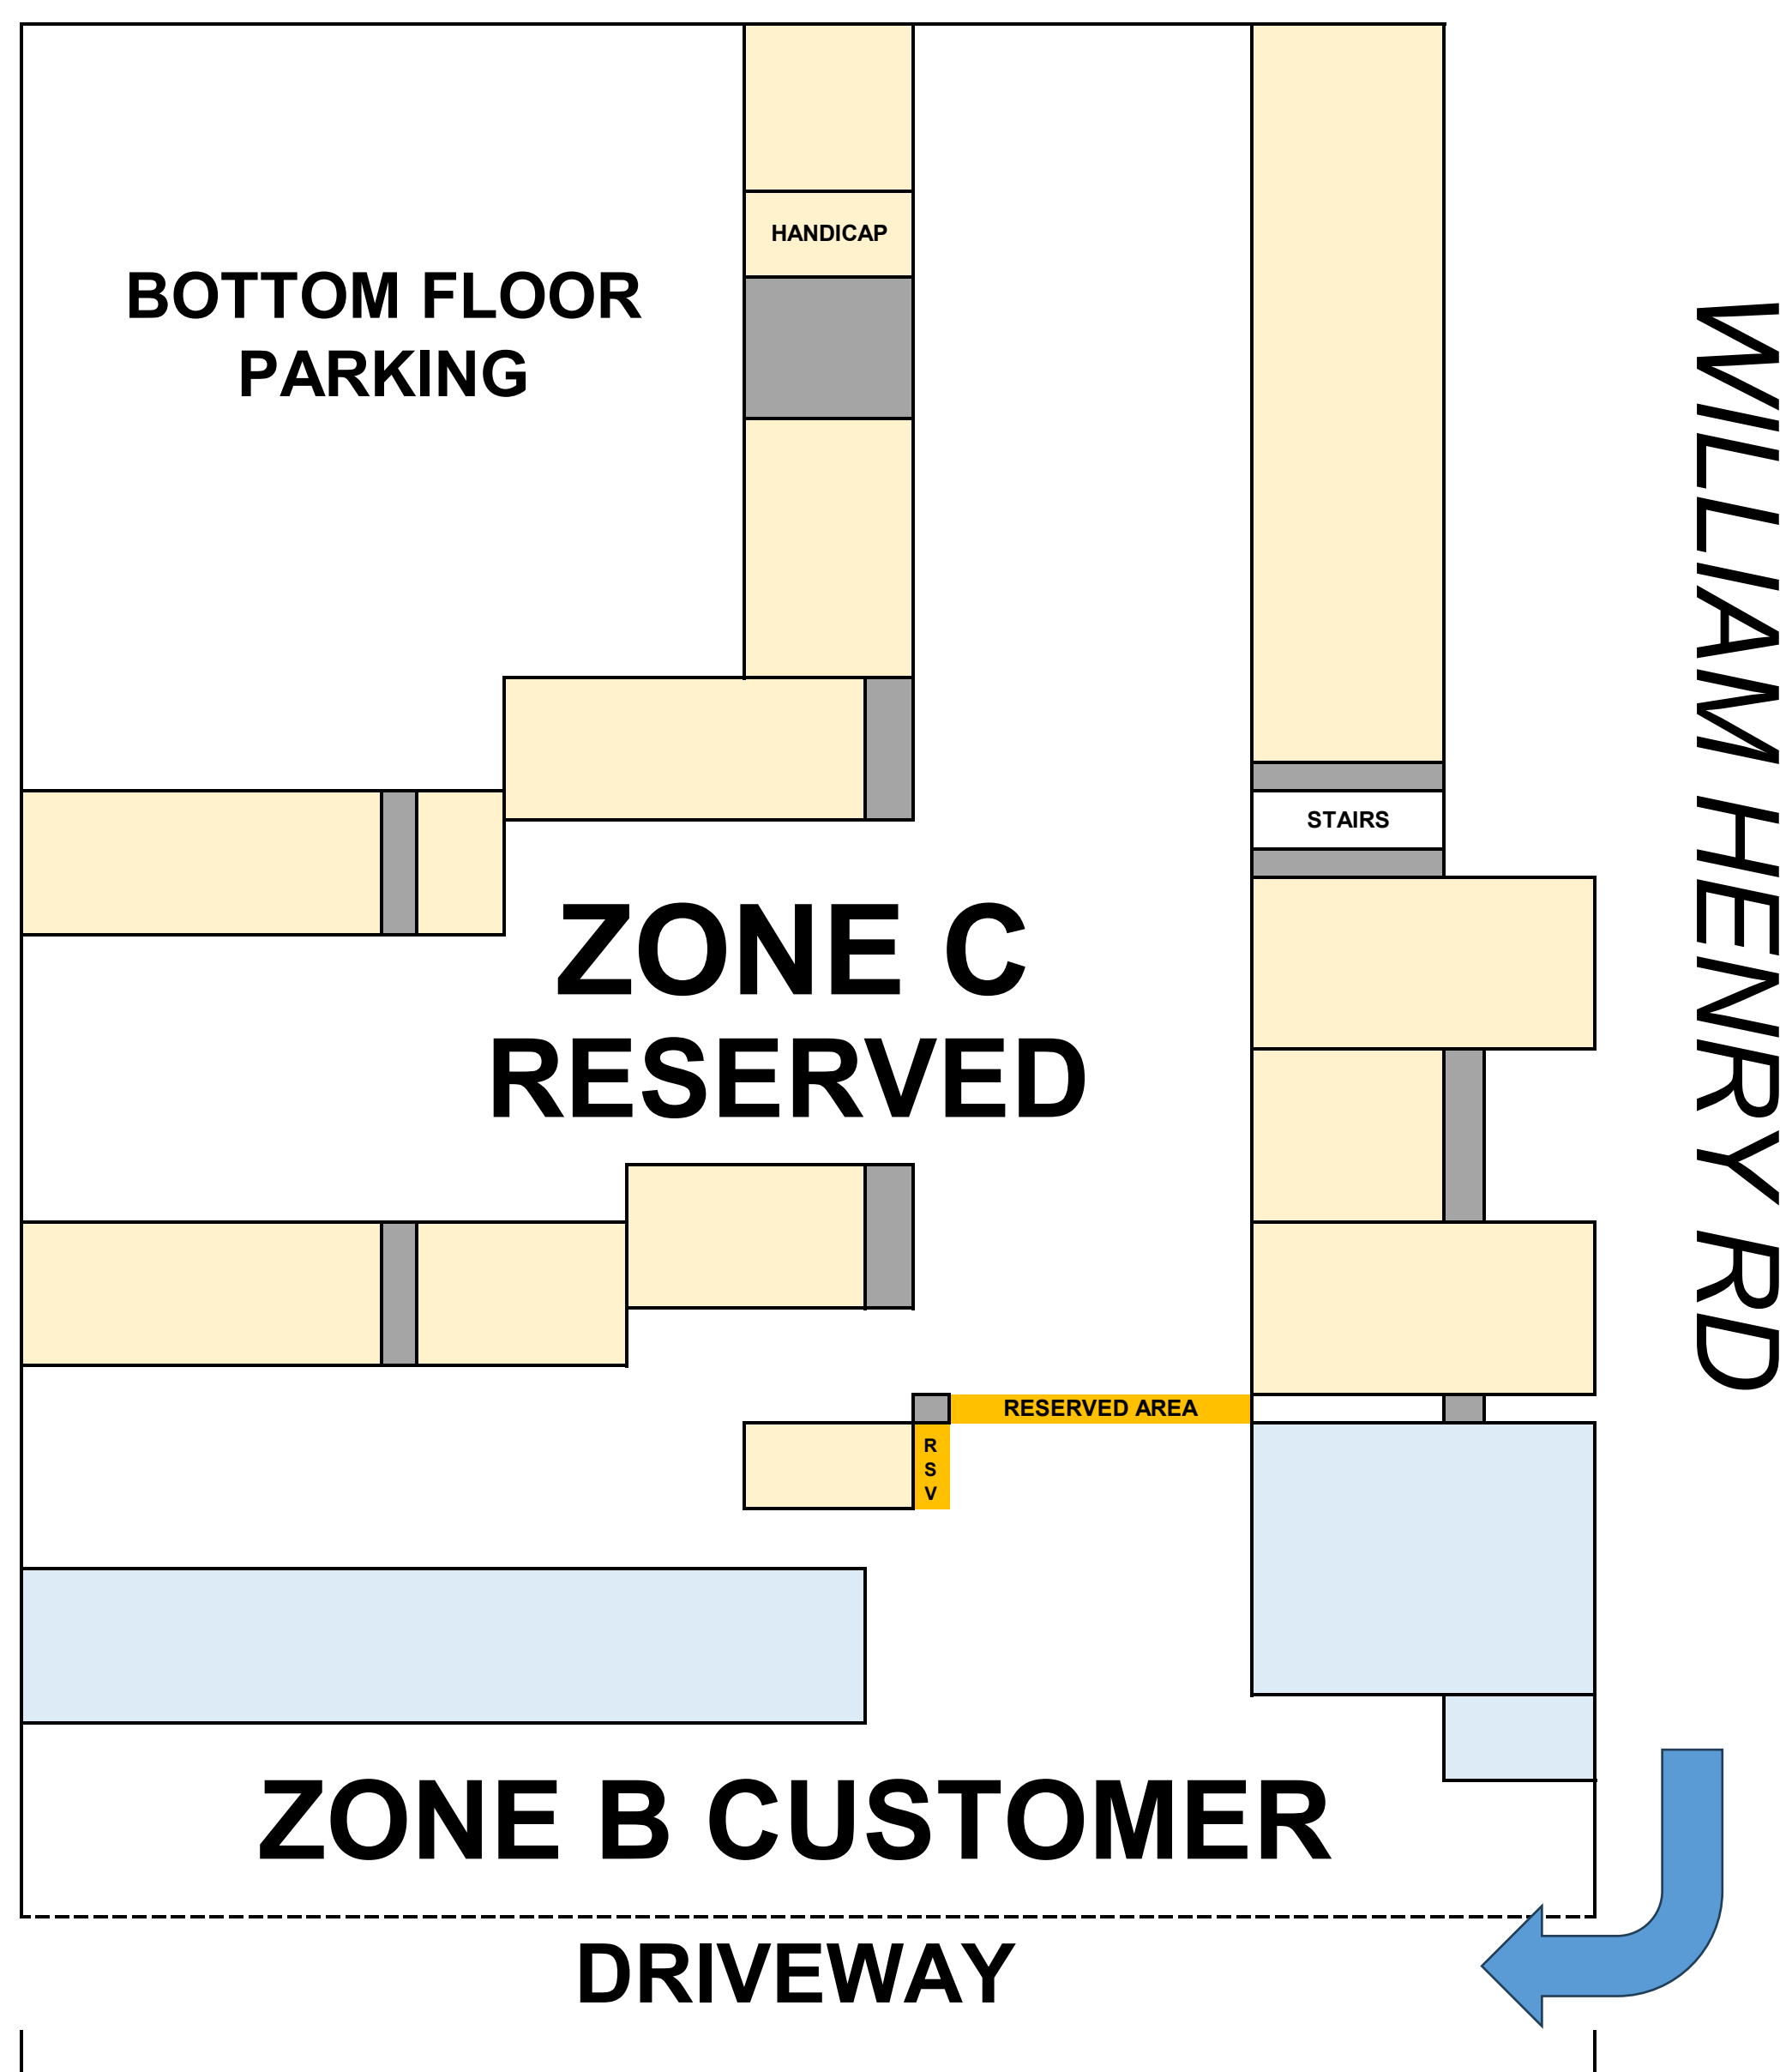 HANDICAP
BOTTOM FLOOR
PARKING
WILLIAM HENRY RD
STAIRS
ZONE C
RESERVED
RESERVED AREA
R
S
V
ZONE B CUSTOMER
DRIVEWAY